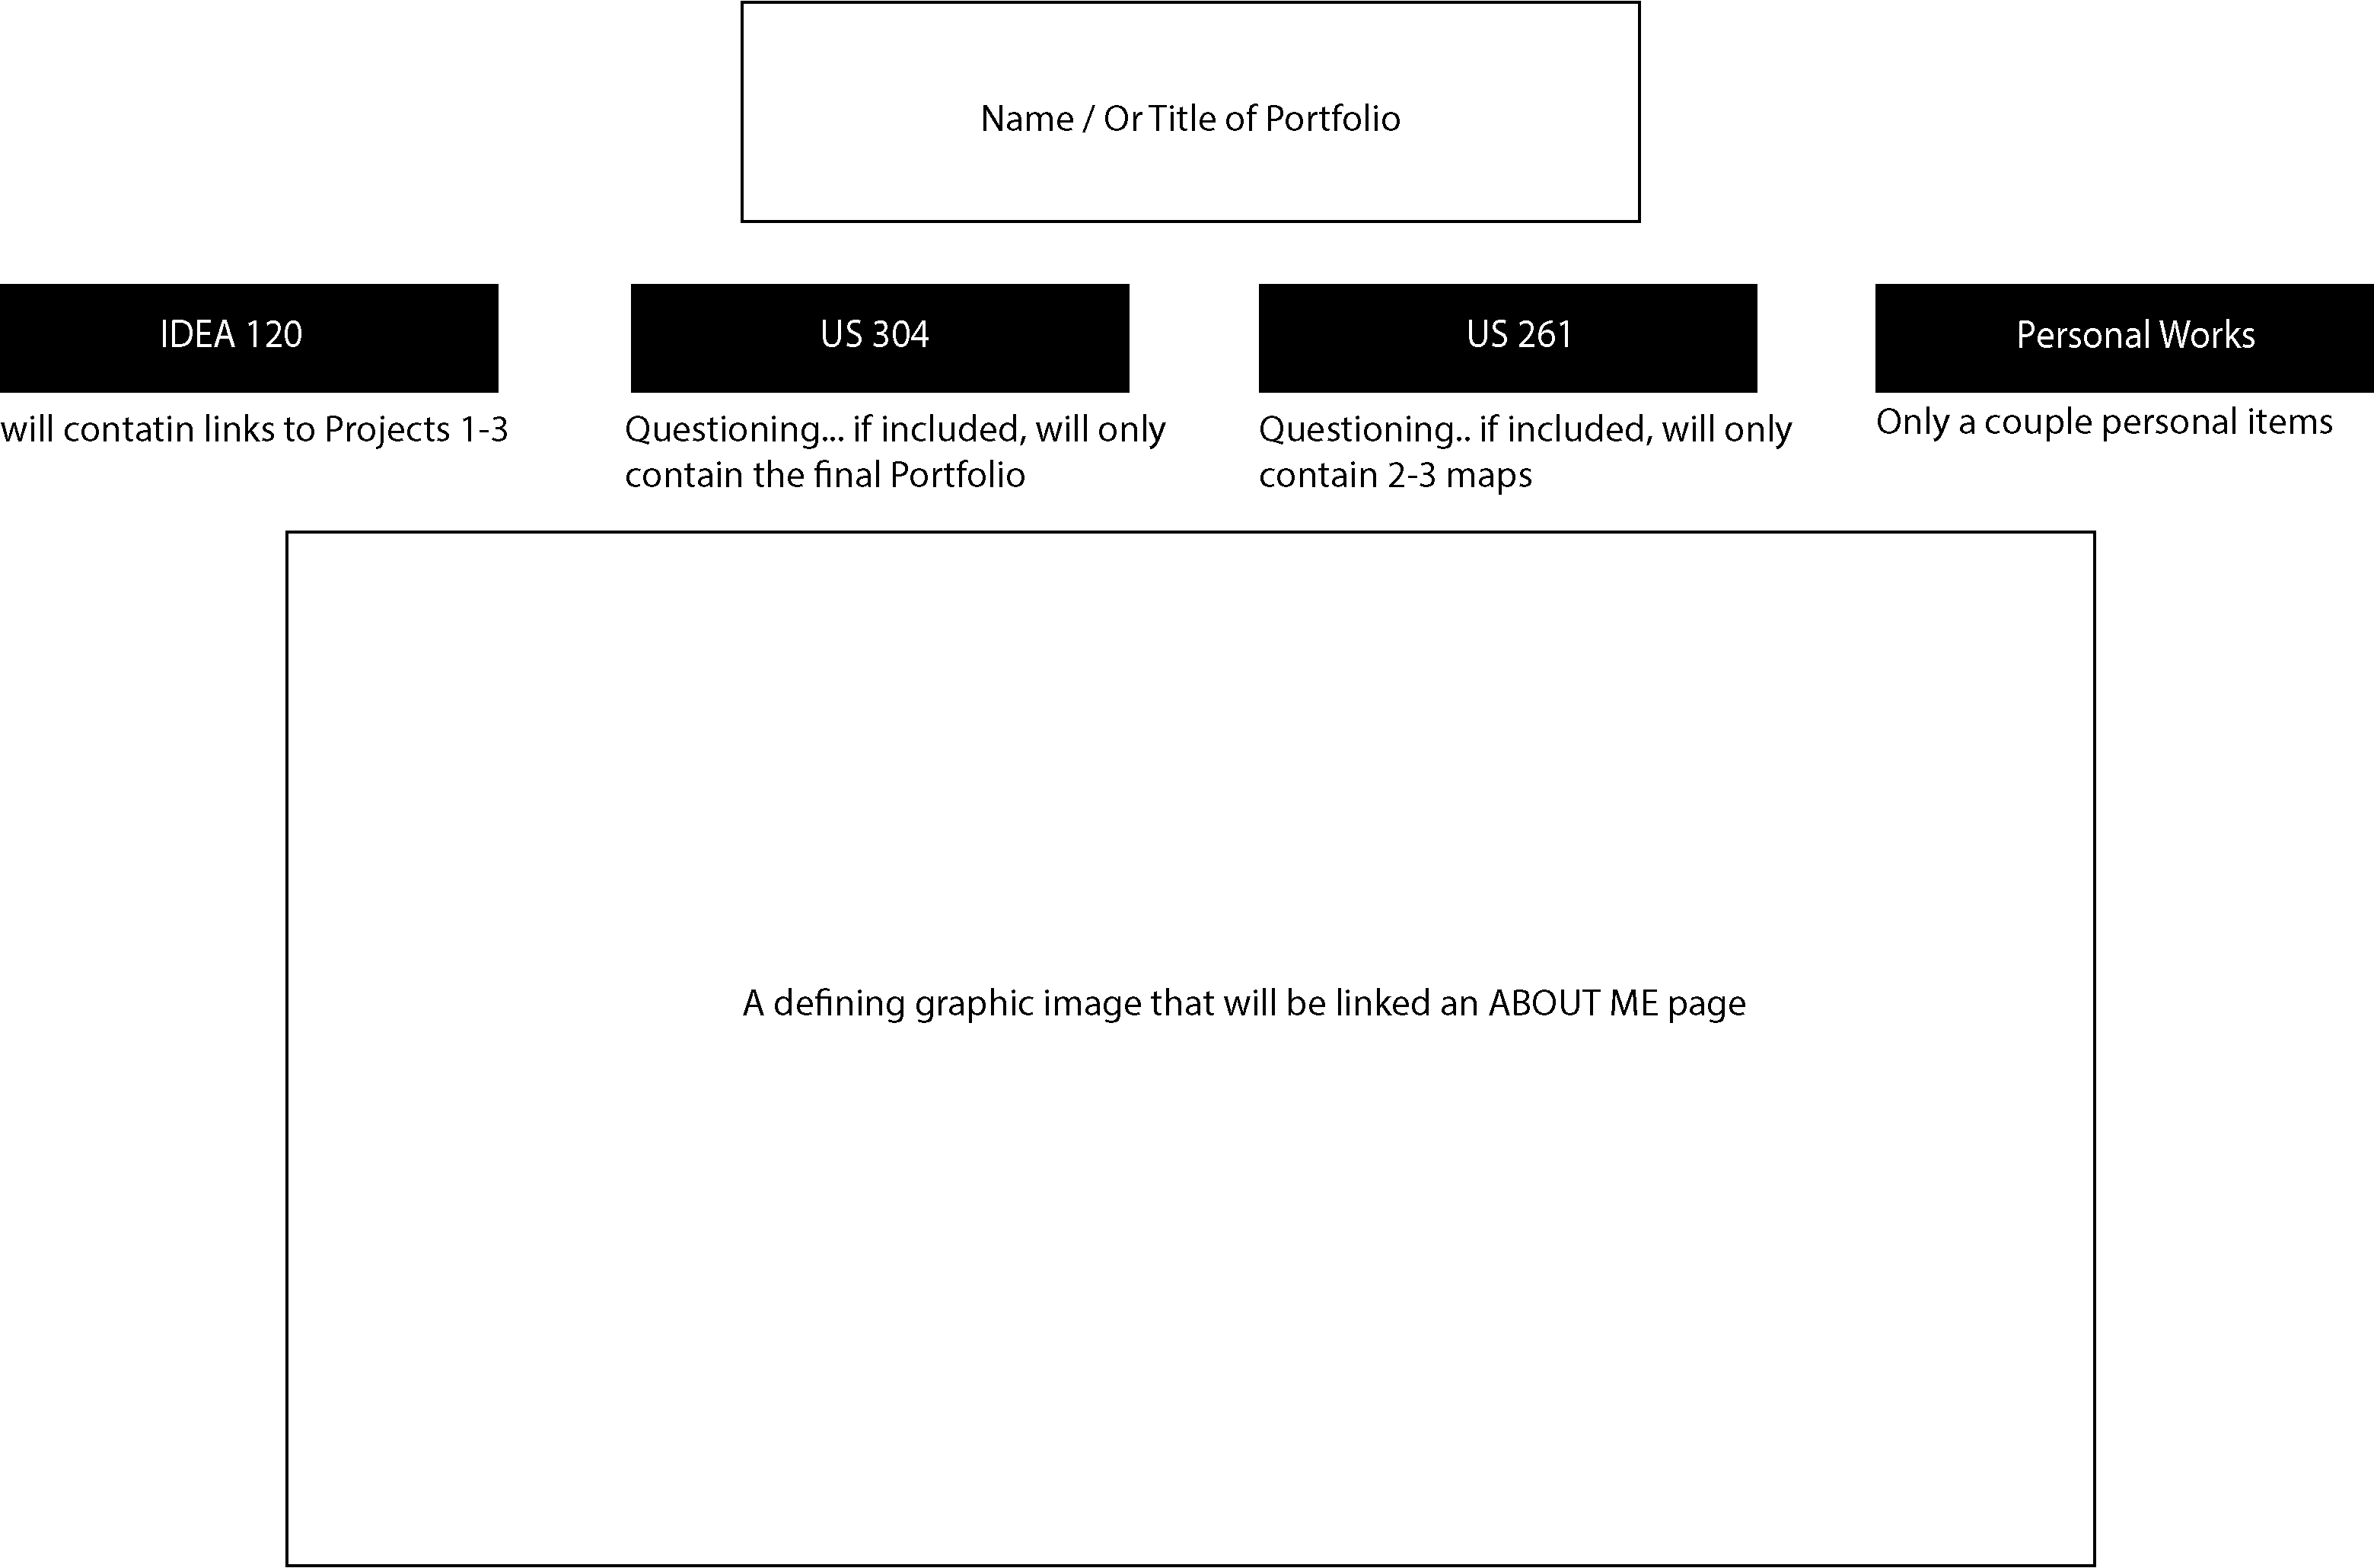 Name / Or Title of Portfolio
IDEA 120
US 304
US 261
Personal Works
will contatin links to Projects 1-3
Questioning... if included, will only
contain the final Portfolio
Questioning.. if included, will only
contain 2-3 maps
Only a couple personal items
A defining graphic image that will be linked an ABOUT ME page